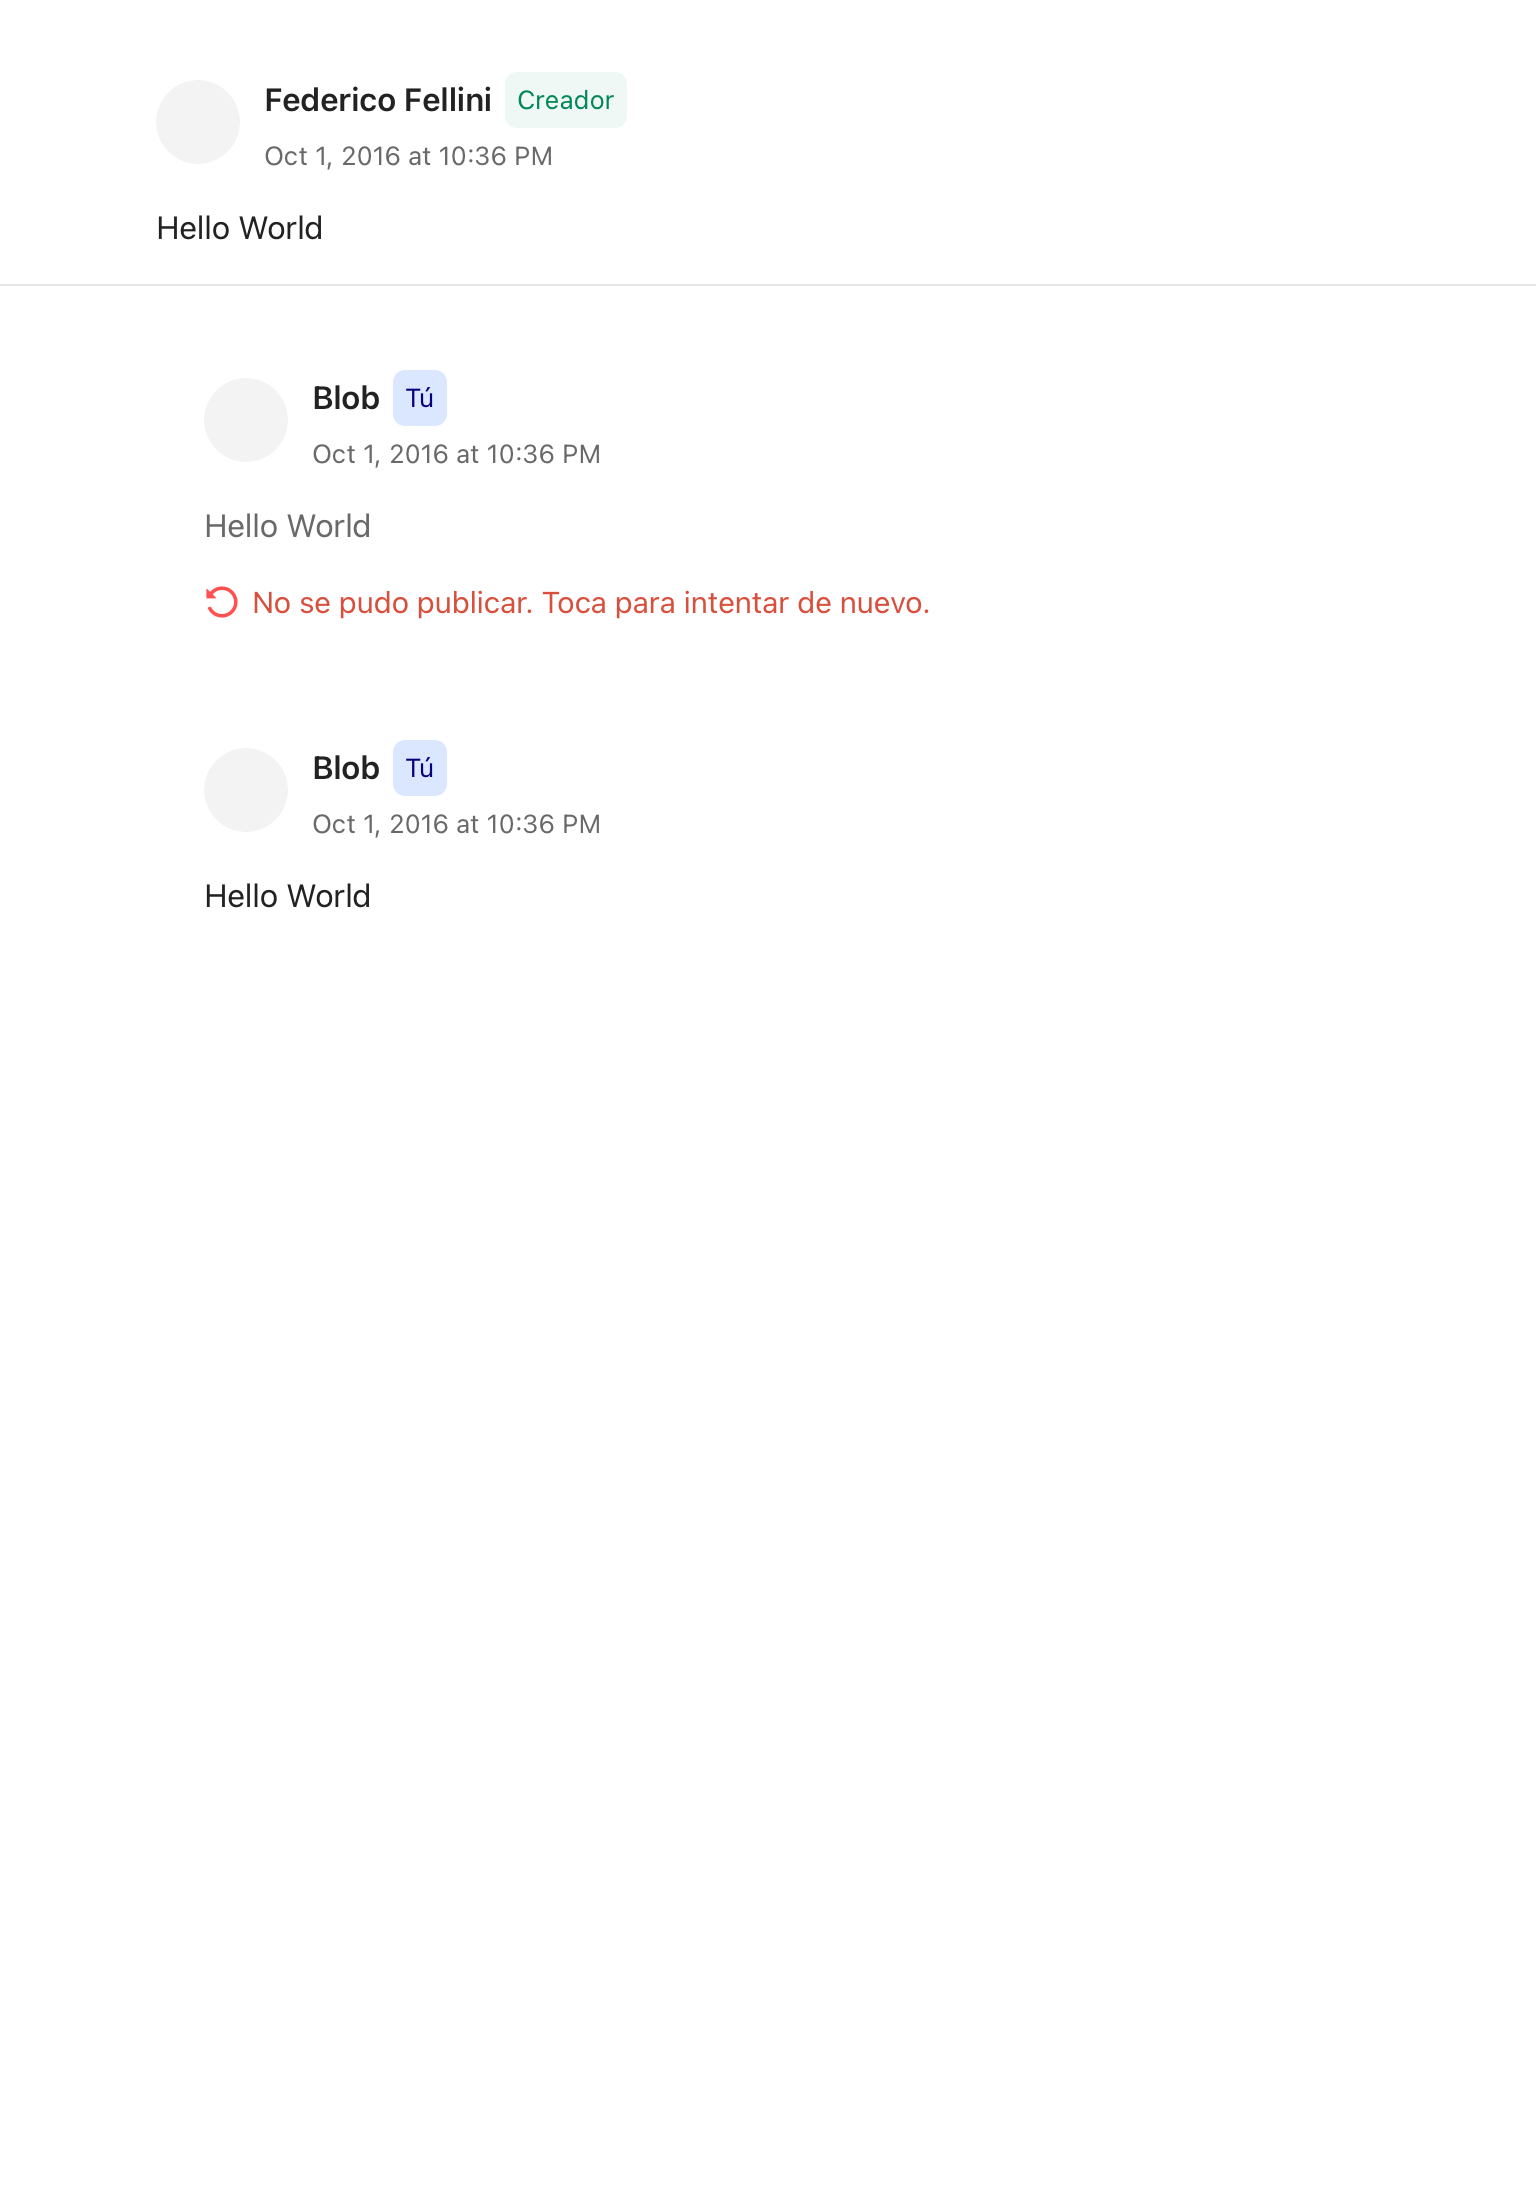 Federico Fellini Creador
Oct 1, 2016 at 10:36 PM
Hello World
Blob Tú
Oct 1, 2016 at 10:36 PM
Hello World
No se pudo publicar. Toca para intentar de nuevo.
Blob Tú
Oct 1, 2016 at 10:36 PM
Hello World